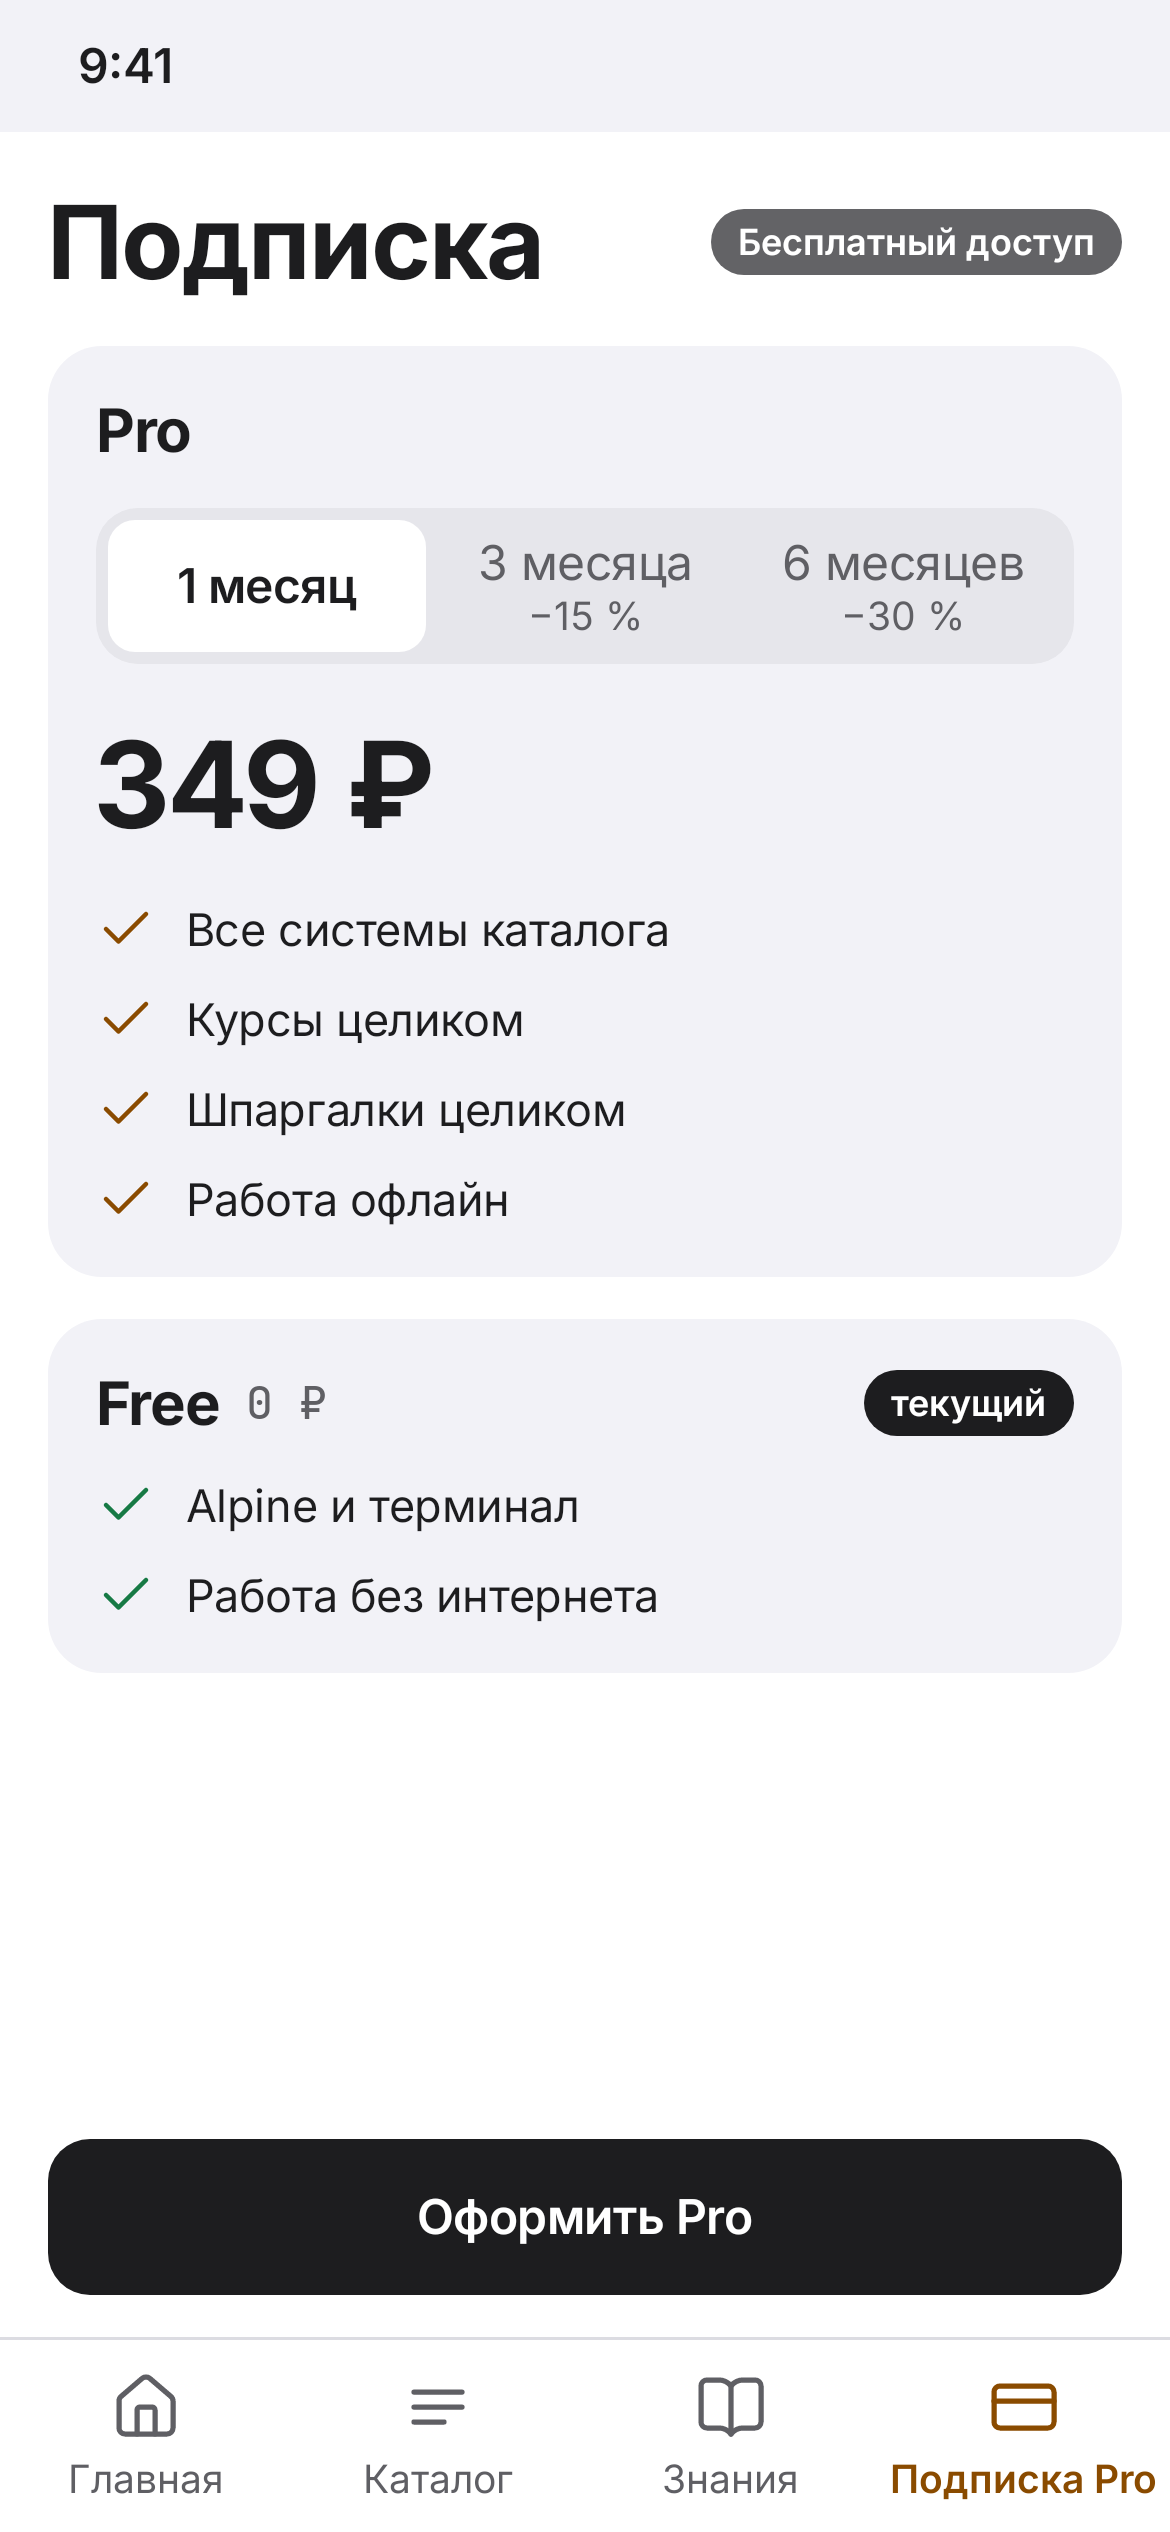 9:41
Подписка
Бесплатный доступ
Pro
1 месяц
3 месяца
−15 %
6 месяцев
−30 %
349 ₽
Все системы каталога
Курсы целиком
Шпаргалки целиком
Работа офлайн
Free 0 ₽
текущий
Alpine и терминал
Работа без интернета
Оформить Pro
Главная
Каталог
Знания
Подписка Pro